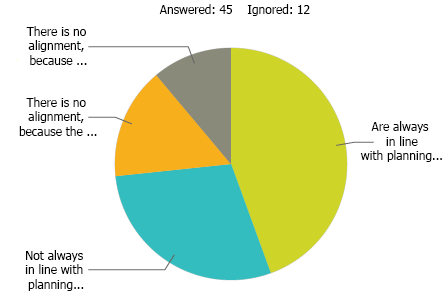 Answered: 45    Ignored: 12
There is no
alignment,
because ...
There is no
alignment,
because the ...
Are always
in line
with planning...
Not always
in line with
planning...